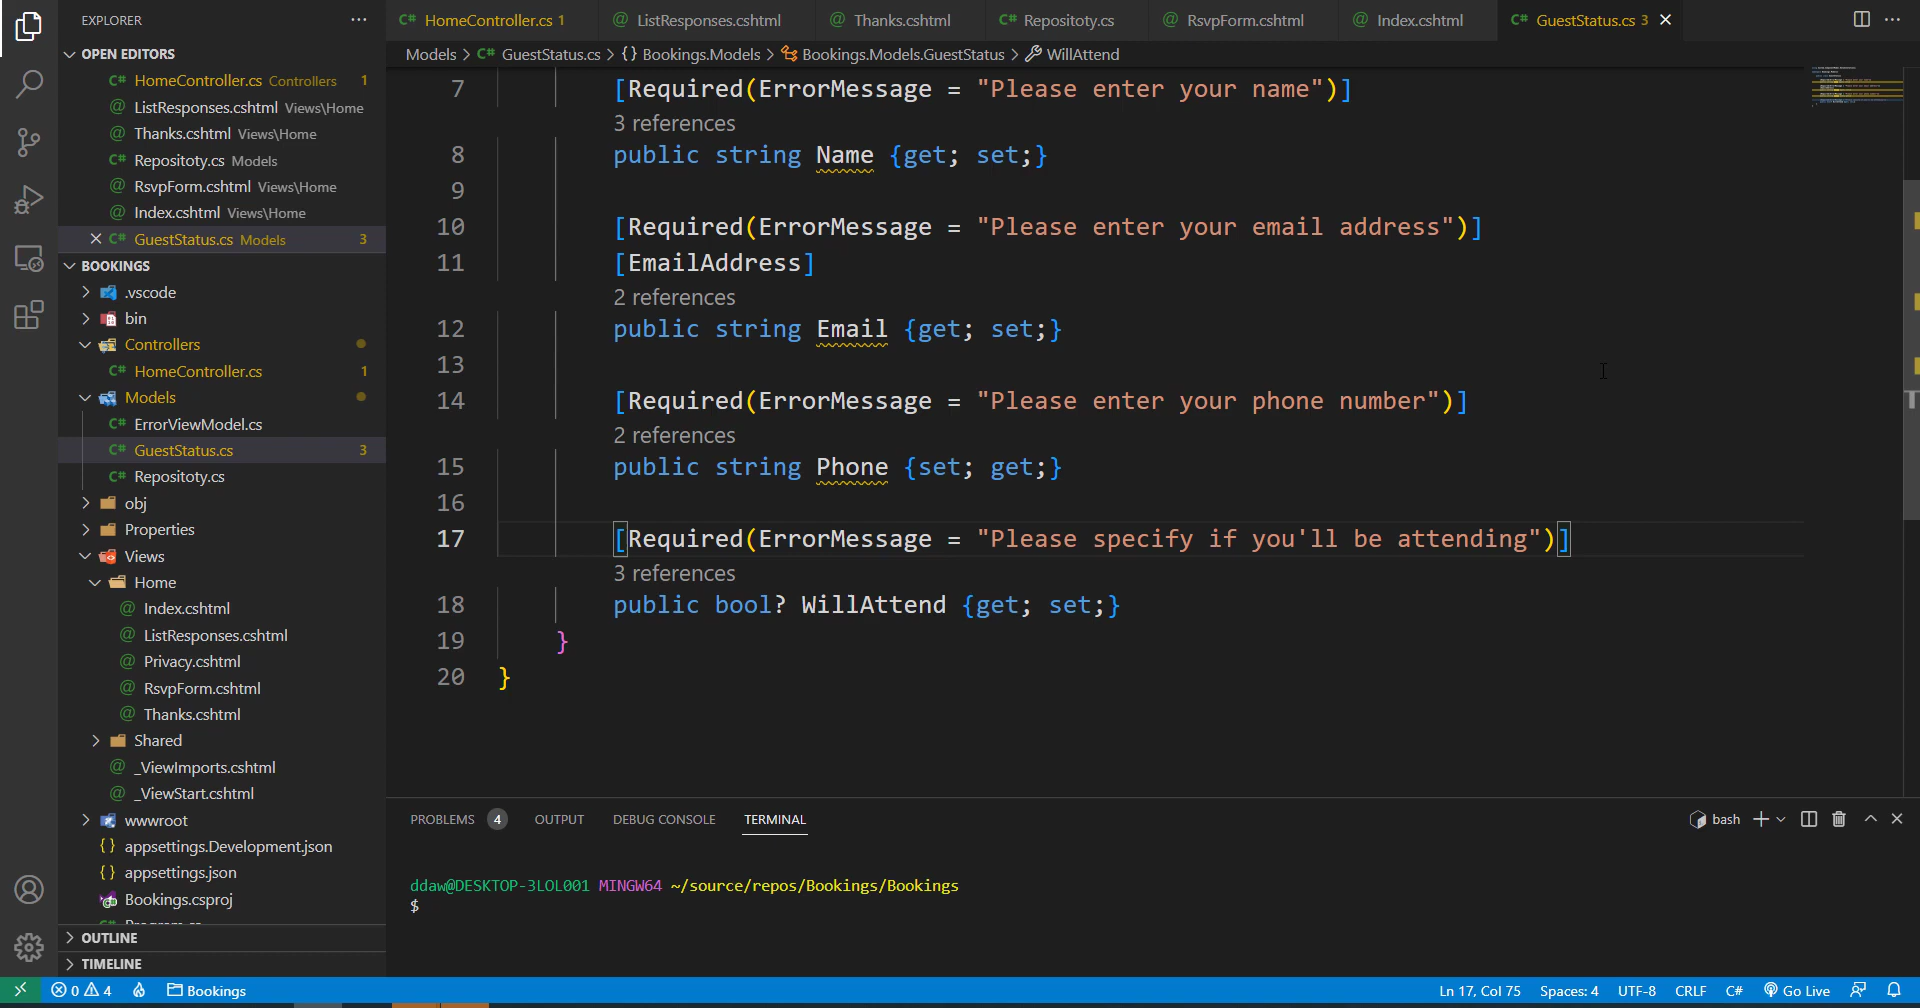 EXPLORER
OPEN EDITORS
HomeController.cs Controllers 1
ListResponses.cshtml Views\Home
Thanks.cshtml Views\Home
Repositoty.cs Models
RsvpForm.cshtml Views\Home
Index.cshtml Views\Home
GuestStatus.cs Models 3
BOOKINGS
.vscode
bin
Controllers
HomeController.cs 1
Models
ErrorViewModel.cs
GuestStatus.cs 3
Repositoty.cs
obj
Properties
Views
Home
Index.cshtml
ListResponses.cshtml
Privacy.cshtml
RsvpForm.cshtml
Thanks.cshtml
Shared
_ViewImports.cshtml
_ViewStart.cshtml
wwwroot
{} appsettings.Development.json
{} appsettings.json
Bookings.csproj
OUTLINE
TIMELINE
C# HomeController.cs 1 @ ListResponses.cshtml @ Thanks.cshtml C# Repositoty.cs @ RsvpForm.cshtml @ Index.cshtml C# GuestStatus.cs 3
Models > C# GuestStatus.cs > {} Bookings.Models > Bookings.Models.GuestStatus > WillAttend
7 [Required(ErrorMessage = "Please enter your name")]
3 references
8 public string Name {get; set;}
9
10 [Required(ErrorMessage = "Please enter your email address")]
11 [EmailAddress]
2 references
12 public string Email {get; set;}
13
14 [Required(ErrorMessage = "Please enter your phone number")]
2 references
15 public string Phone {set; get;}
16
17 [Required(ErrorMessage = "Please specify if you'll be attending")]
3 references
18 public bool? WillAttend {get; set;}
19 }
20 }
PROBLEMS 4 OUTPUT DEBUG CONSOLE TERMINAL bash
ddaw@DESKTOP-3LOL001 MINGW64 ~/source/repos/Bookings/Bookings
$
0 4 Bookings Ln 17, Col 75 Spaces: 4 UTF-8 CRLF C# Go Live